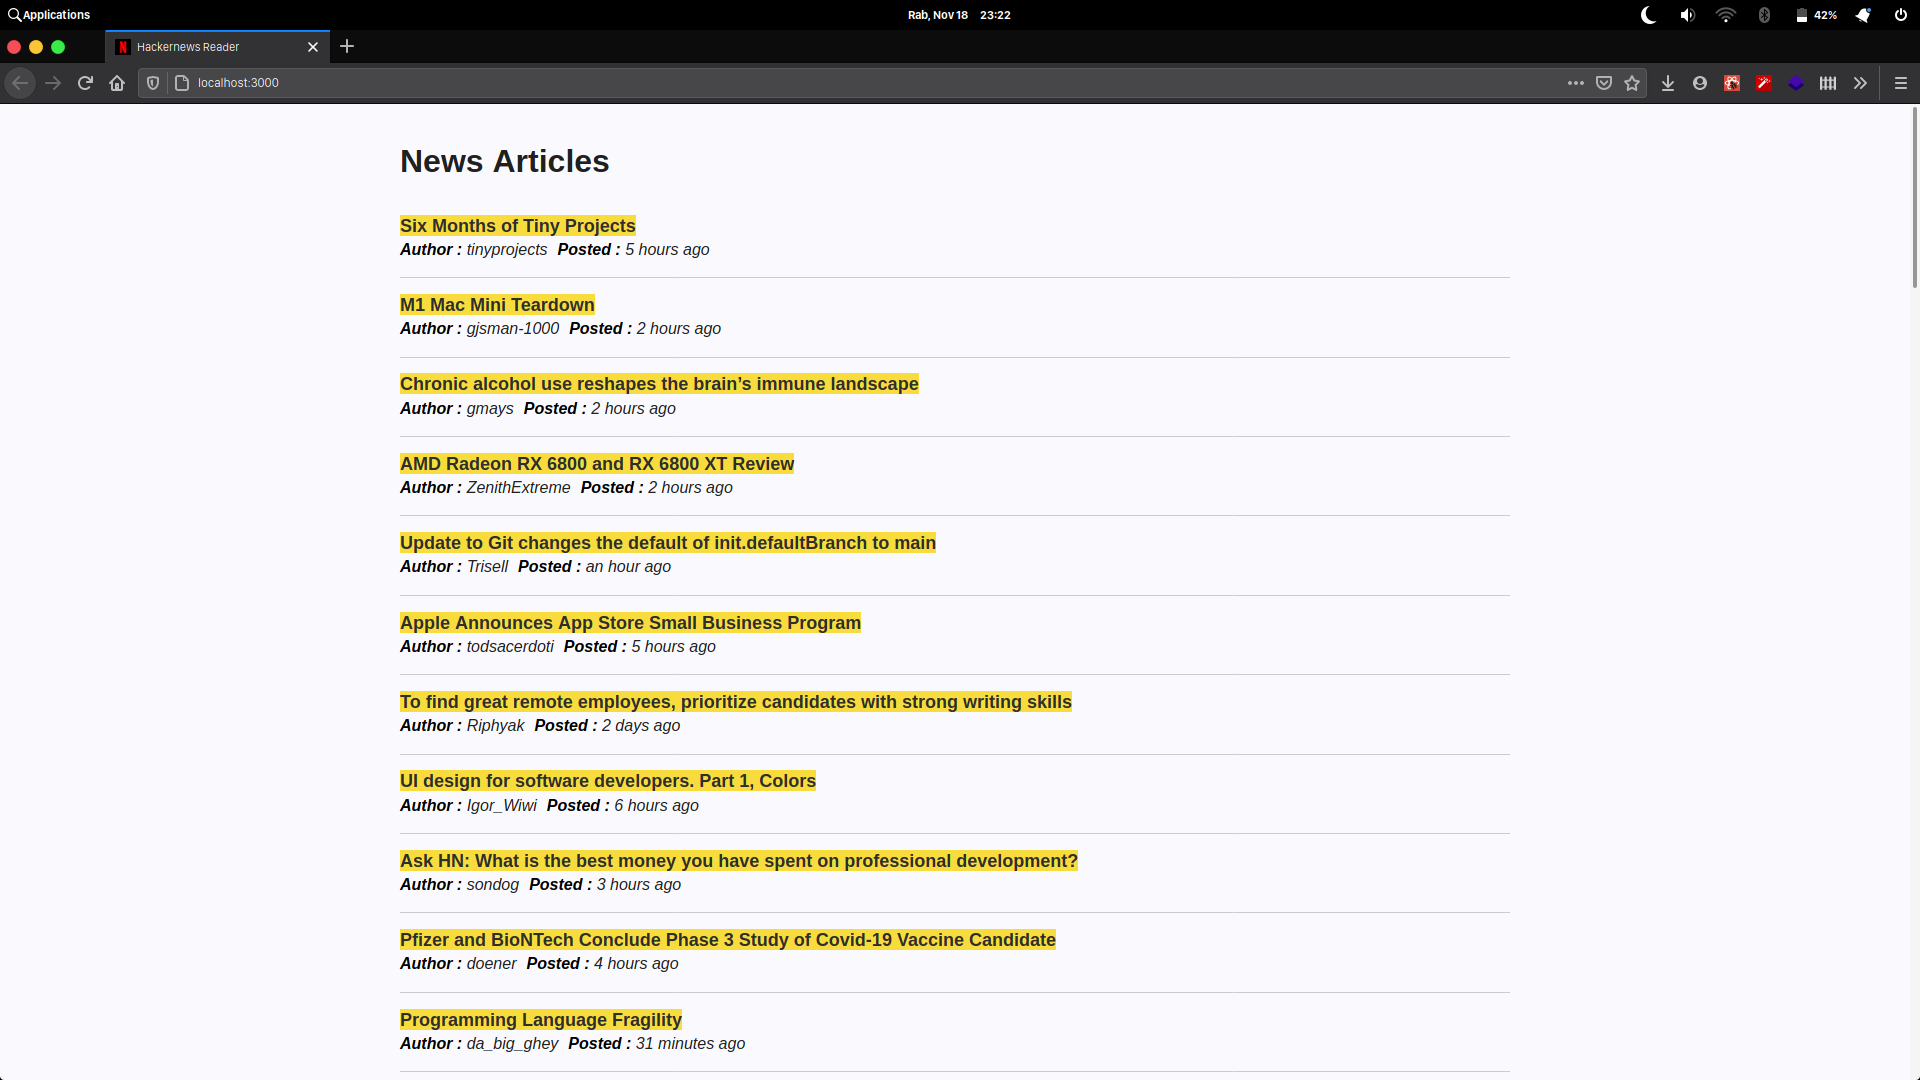 Applications
Rab, Nov 18 23:22
42%
Hackernews Reader
localhost:3000
News Articles
Six Months of Tiny Projects
Author : tinyprojects Posted : 5 hours ago
M1 Mac Mini Teardown
Author : gjsman-1000 Posted : 2 hours ago
Chronic alcohol use reshapes the brain’s immune landscape
Author : gmays Posted : 2 hours ago
AMD Radeon RX 6800 and RX 6800 XT Review
Author : ZenithExtreme Posted : 2 hours ago
Update to Git changes the default of init.defaultBranch to main
Author : Trisell Posted : an hour ago
Apple Announces App Store Small Business Program
Author : todsacerdoti Posted : 5 hours ago
To find great remote employees, prioritize candidates with strong writing skills
Author : Riphyak Posted : 2 days ago
UI design for software developers. Part 1, Colors
Author : Igor_Wiwi Posted : 6 hours ago
Ask HN: What is the best money you have spent on professional development?
Author : sondog Posted : 3 hours ago
Pfizer and BioNTech Conclude Phase 3 Study of Covid-19 Vaccine Candidate
Author : doener Posted : 4 hours ago
Programming Language Fragility
Author : da_big_ghey Posted : 31 minutes ago